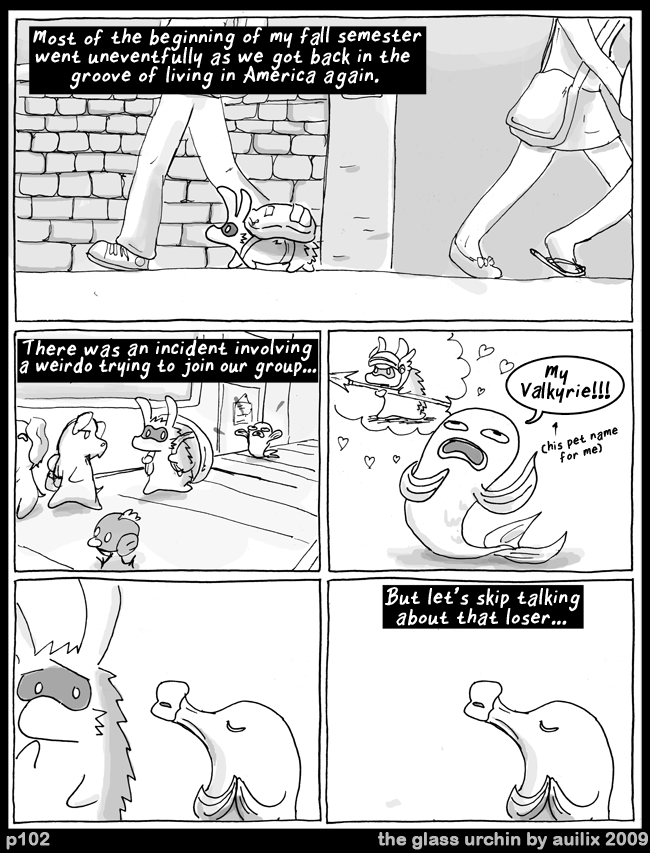 Most of the beginning of my fall semester
went uneventfully as we got back in the
groove of living in America again.
There was an incident involving
a weirdo trying to join our group...
My
Valkyrie!!!
(his pet name
for me)
But let's skip talking
about that loser...
p102
the glass urchin by auilix 2009